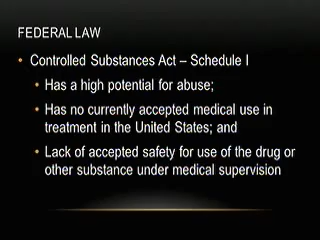 FEDERAL LAW
• Controlled Substances Act – Schedule I
• Has a high potential for abuse;
• Has no currently accepted medical use in
treatment in the United States; and
• Lack of accepted safety for use of the drug or
other substance under medical supervision